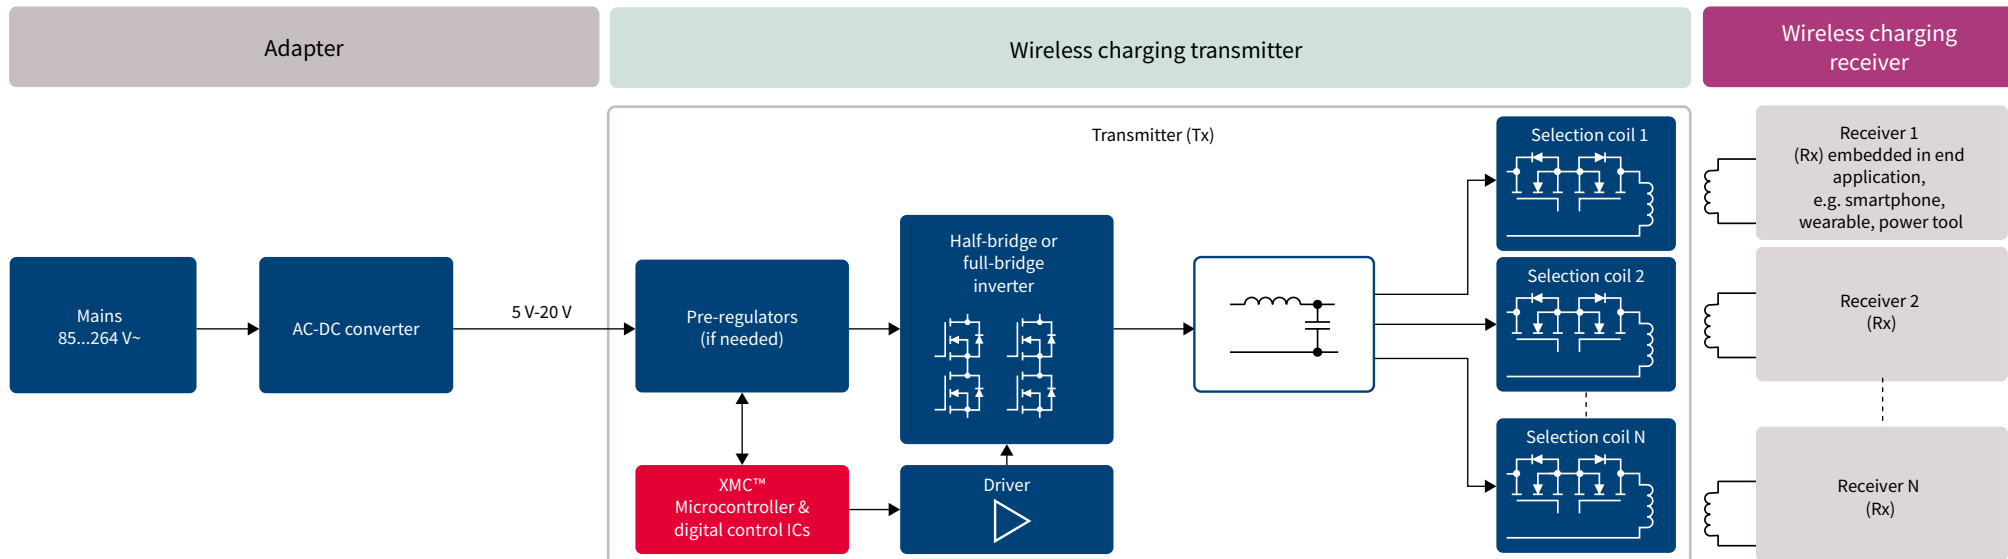 Adapter
Wireless charging transmitter
Wireless charging
receiver
Transmitter (Tx)
Mains
85...264 V~
AC-DC converter
5 V-20 V
Pre-regulators
(if needed)
XMC™
Microcontroller &
digital control ICs
Half-bridge or
full-bridge
inverter
Driver
Selection coil 1
Selection coil 2
Selection coil N
Receiver 1
(Rx) embedded in end
application,
e.g. smartphone,
wearable, power tool
Receiver 2
(Rx)
Receiver N
(Rx)